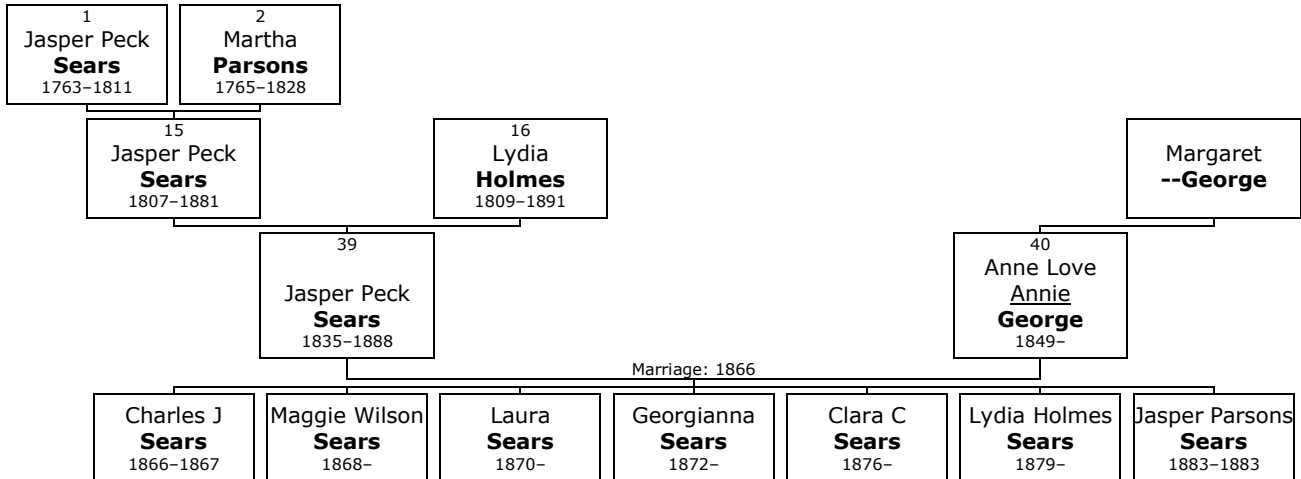 1
Jasper Peck
Sears
1763–1811
2
Martha
Parsons
1765–1828
15
Jasper Peck
Sears
1807–1881
16
Lydia
Holmes
1809–1891
Margaret
--George
39
Jasper Peck
Sears
1835–1888
40
Anne Love
Annie
George
1849–
Marriage: 1866
Charles J
Sears
1866–1867
Maggie Wilson
Sears
1868–
Laura
Sears
1870–
Georgianna
Sears
1872–
Clara C
Sears
1876–
Lydia Holmes
Sears
1879–
Jasper Parsons
Sears
1883–1883